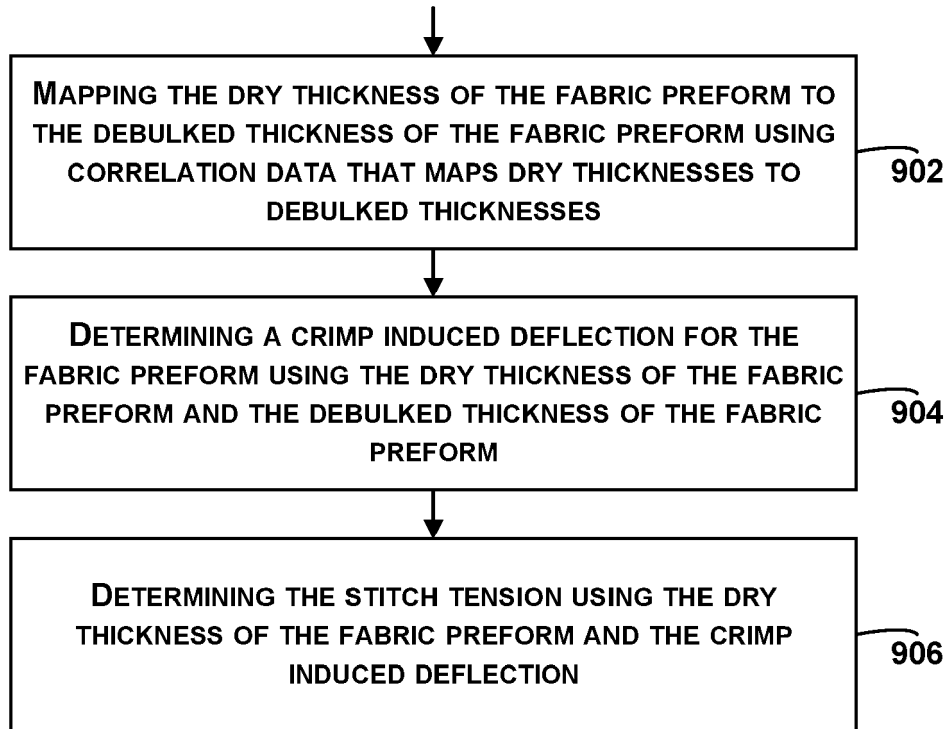 MAPPING THE DRY THICKNESS OF THE FABRIC PREFORM TO
THE DEBULKED THICKNESS OF THE FABRIC PREFORM USING
CORRELATION DATA THAT MAPS DRY THICKNESSES TO
DEBULKED THICKNESSES
902
DETERMINING A CRIMP INDUCED DEFLECTION FOR THE
FABRIC PREFORM USING THE DRY THICKNESS OF THE FABRIC
PREFORM AND THE DEBULKED THICKNESS OF THE FABRIC
PREFORM
904
DETERMINING THE STITCH TENSION USING THE DRY
THICKNESS OF THE FABRIC PREFORM AND THE CRIMP
INDUCED DEFLECTION
906